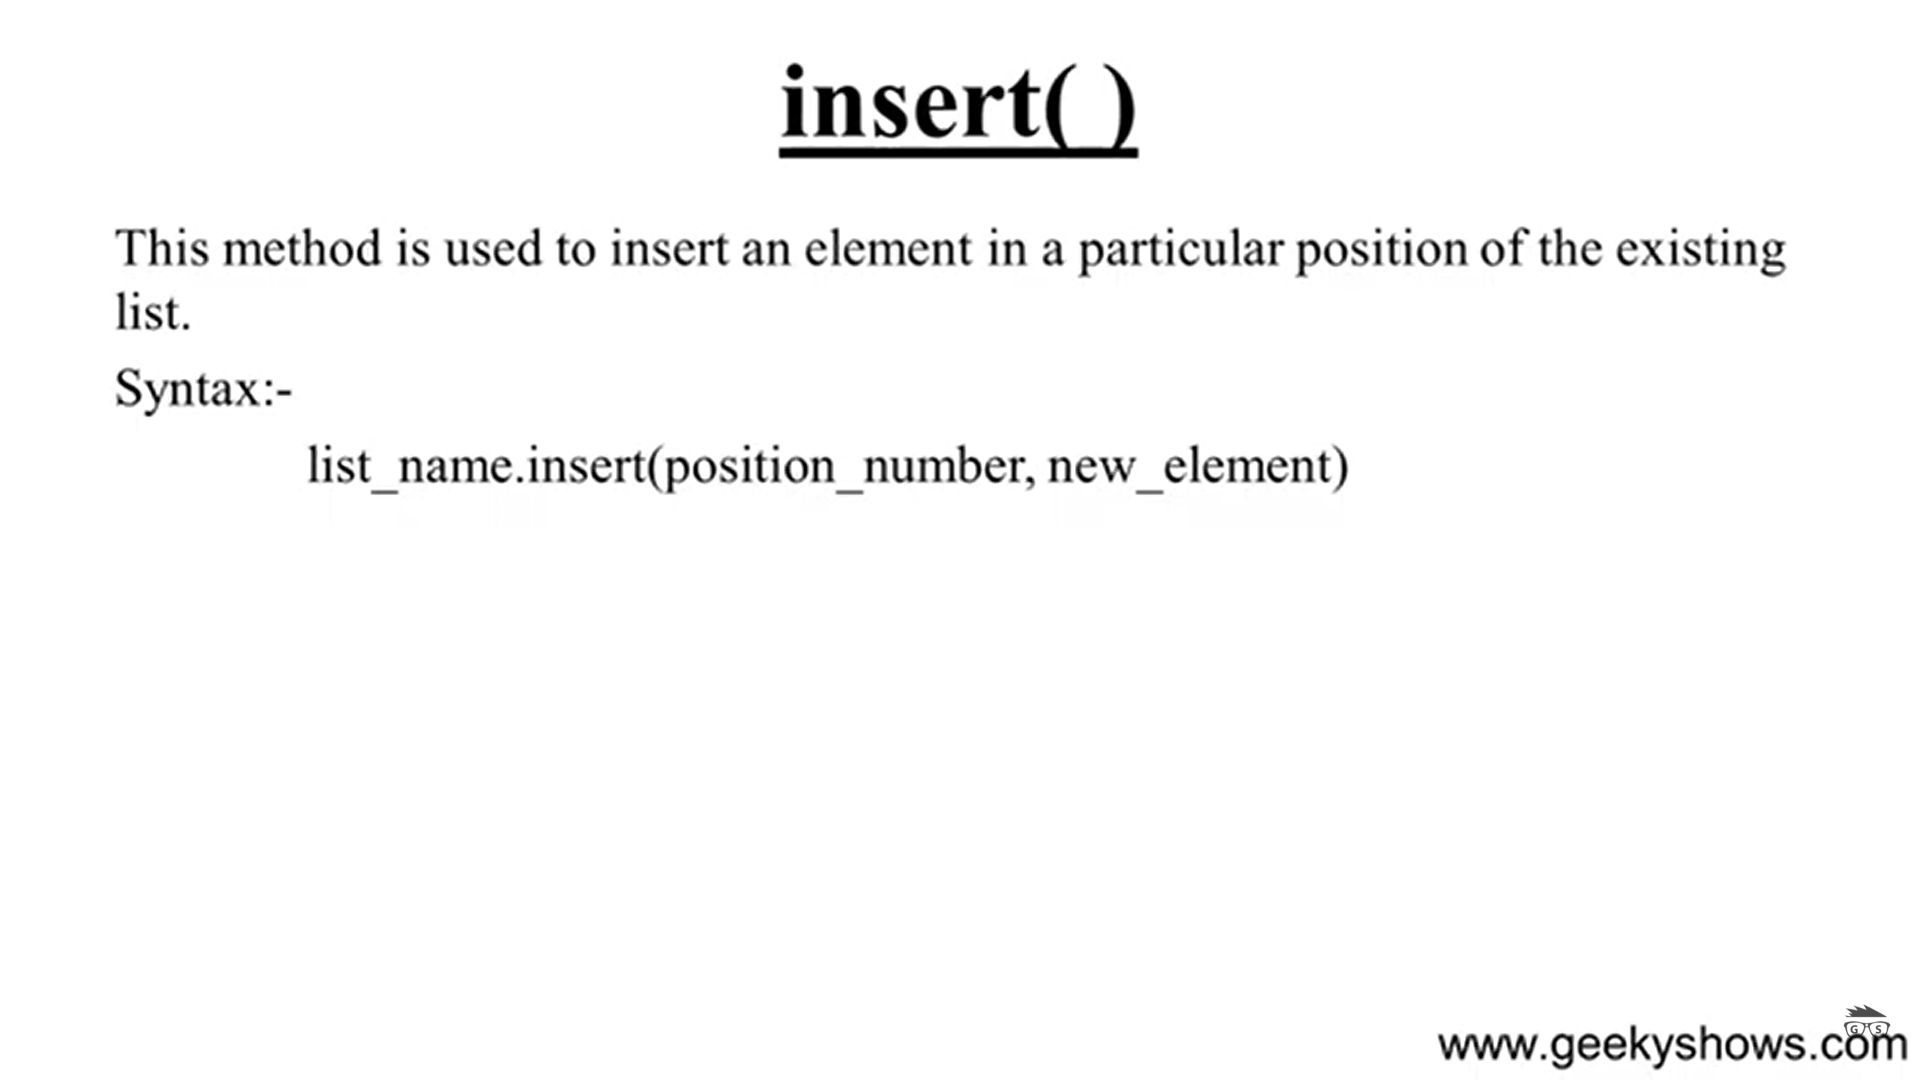 insert( )
This method is used to insert an element in a particular position of the existing
list.
Syntax:-
list_name.insert(position_number, new_element)
G S
www.geekyshows.com